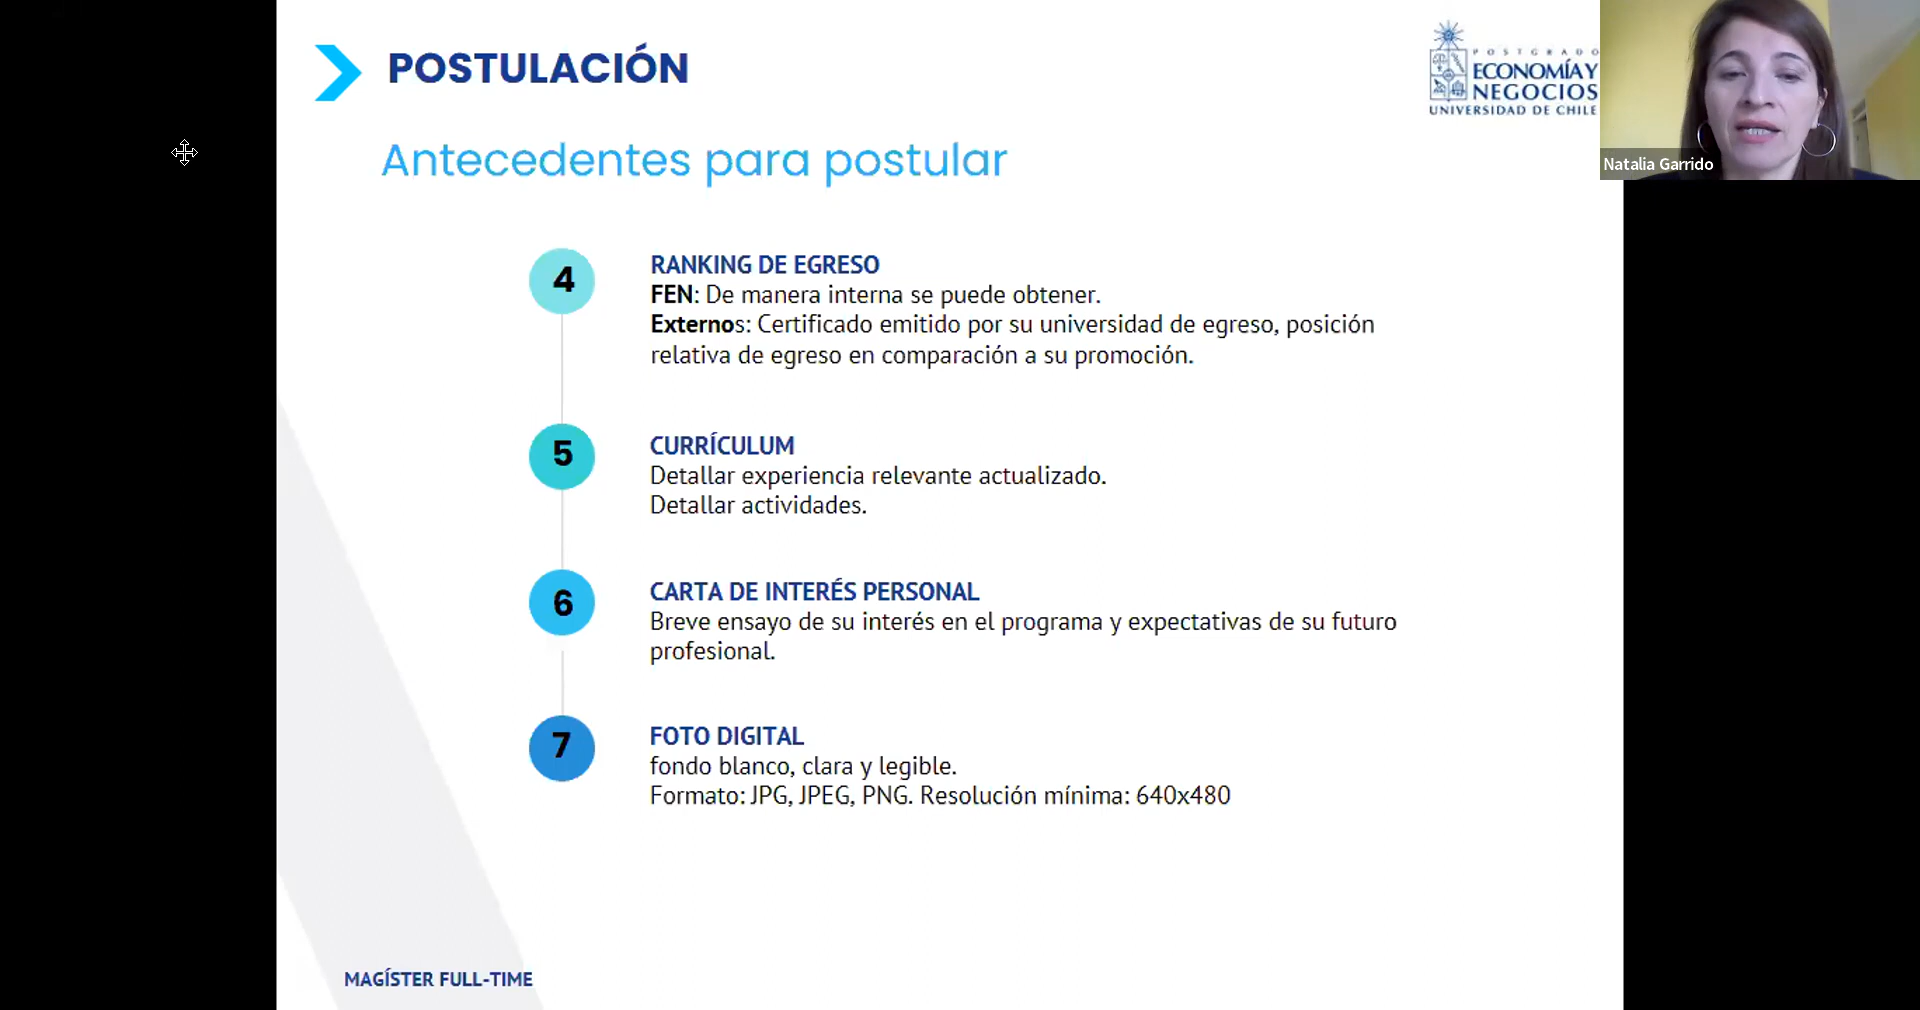 POSTULACIÓN
POSTGRADO
ECONOMÍA Y
NEGOCIOS
UNIVERSIDAD DE CHILE
Natalia Garrido
Antecedentes para postular
4
RANKING DE EGRESO
FEN: De manera interna se puede obtener.
Externos: Certificado emitido por su universidad de egreso, posición
relativa de egreso en comparación a su promoción.
5
CURRÍCULUM
Detallar experiencia relevante actualizado.
Detallar actividades.
6
CARTA DE INTERÉS PERSONAL
Breve ensayo de su interés en el programa y expectativas de su futuro
profesional.
7
FOTO DIGITAL
fondo blanco, clara y legible.
Formato: JPG, JPEG, PNG. Resolución mínima: 640x480
MAGÍSTER FULL-TIME